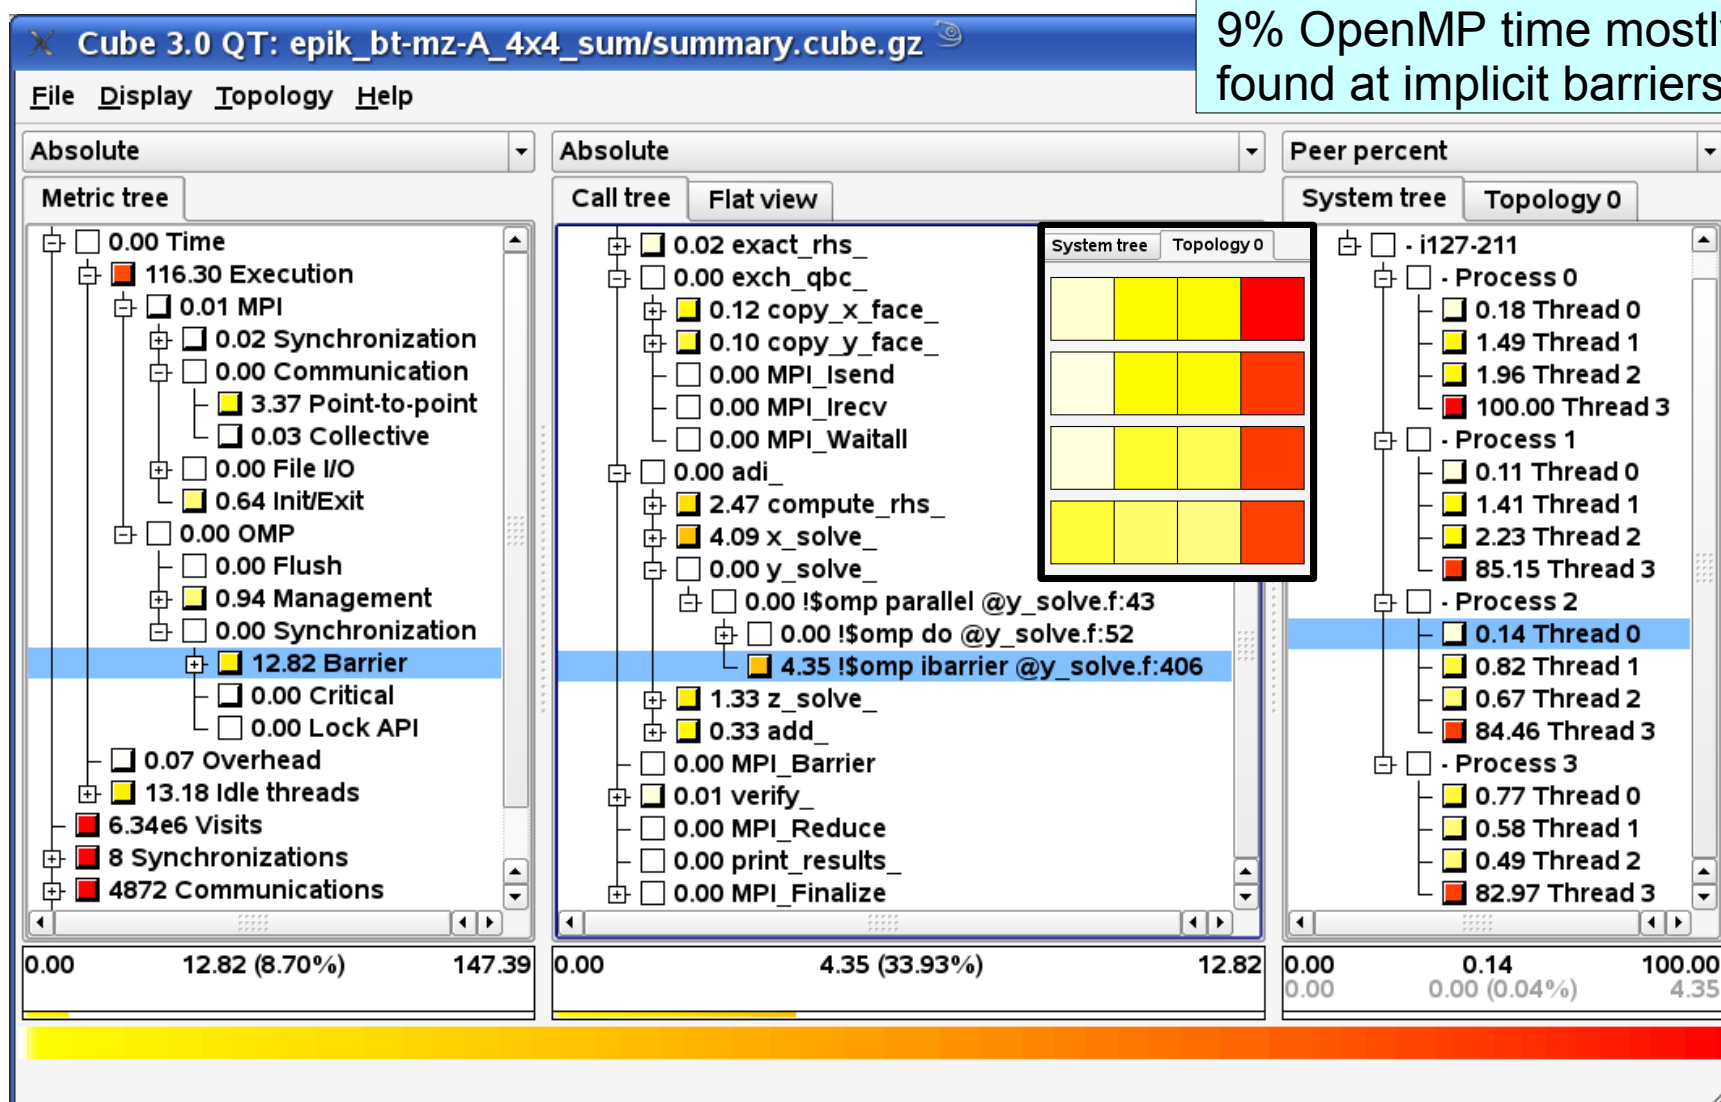 Cube 3.0 QT: epik_bt-mz-A_4x4_sum/summary.cube.gz
9% OpenMP time mostl
found at implicit barriers
File Display Topology Help
Absolute
Metric tree
0.00 Time
116.30 Execution
0.01 MPI
0.02 Synchronization
0.00 Communication
3.37 Point-to-point
0.03 Collective
0.00 File I/O
0.64 Init/Exit
0.00 OMP
0.00 Flush
0.94 Management
0.00 Synchronization
12.82 Barrier
0.00 Critical
0.00 Lock API
0.07 Overhead
13.18 Idle threads
6.34e6 Visits
8 Synchronizations
4872 Communications
0.00 12.82 (8.70%) 147.39
Absolute
Call tree Flat view
0.02 exact_rhs_
0.00 exch_qbc_
0.12 copy_x_face_
0.10 copy_y_face_
0.00 MPI_Isend
0.00 MPI_Irecv
0.00 MPI_Waitall
0.00 adi_
2.47 compute_rhs_
4.09 x_solve_
0.00 y_solve_
0.00 !$omp parallel @y_solve.f:43
0.00 !$omp do @y_solve.f:52
4.35 !$omp ibarrier @y_solve.f:406
1.33 z_solve_
0.33 add_
0.00 MPI_Barrier
0.01 verify_
0.00 MPI_Reduce
0.00 print_results_
0.00 MPI_Finalize
0.00 4.35 (33.93%) 12.82
System tree Topology 0
Peer percent
System tree Topology 0
- i127-211
- Process 0
0.18 Thread 0
1.49 Thread 1
1.96 Thread 2
100.00 Thread 3
- Process 1
0.11 Thread 0
1.41 Thread 1
2.23 Thread 2
85.15 Thread 3
- Process 2
0.14 Thread 0
0.82 Thread 1
0.67 Thread 2
84.46 Thread 3
- Process 3
0.77 Thread 0
0.58 Thread 1
0.49 Thread 2
82.97 Thread 3
0.00 0.14 100.00
0.00 0.00 (0.04%) 4.35